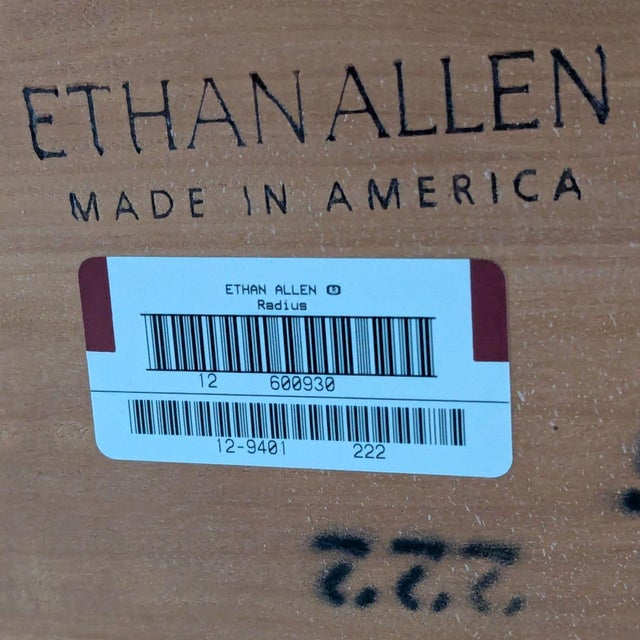 ETHAN ALLEN
MADE IN AMERICA
ETHAN ALLEN
Radius
12 600930
12-9401 222
222